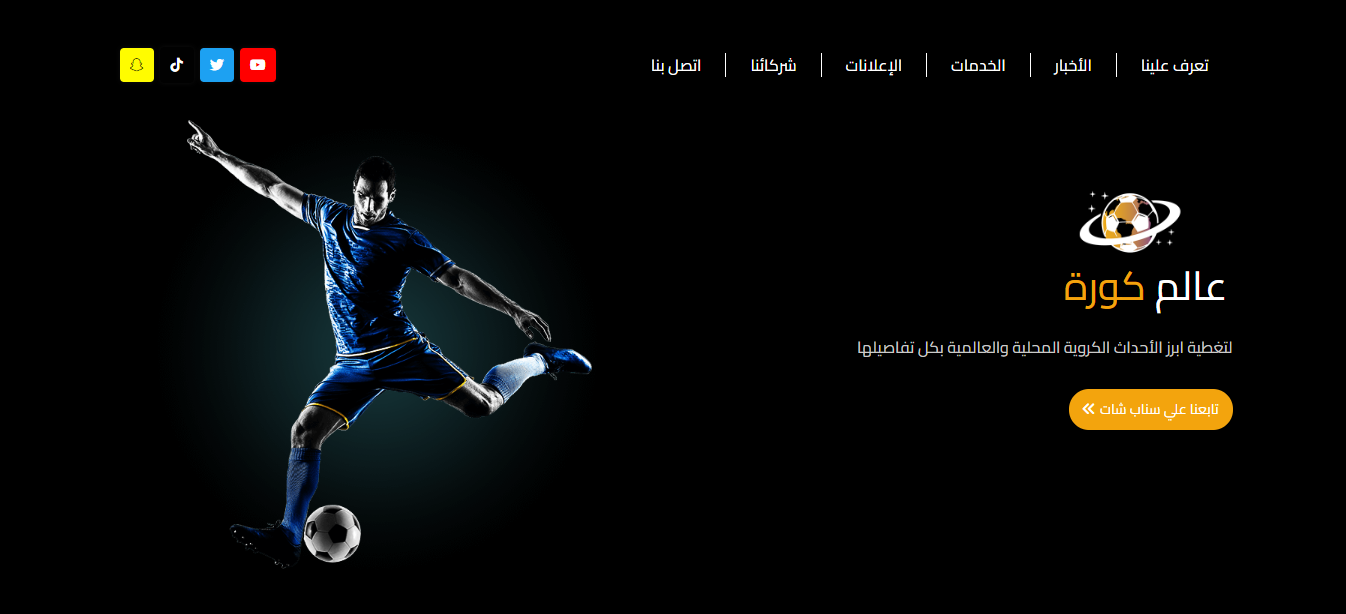 تعرف علينا
الأخبار
الخدمات
الإعلانات
شركائنا
اتصل بنا
عالم كورة
لتغطية ابرز الأحداث الكروية المحلية والعالمية بكل تفاصيلها
تابعنا علي سناب شات